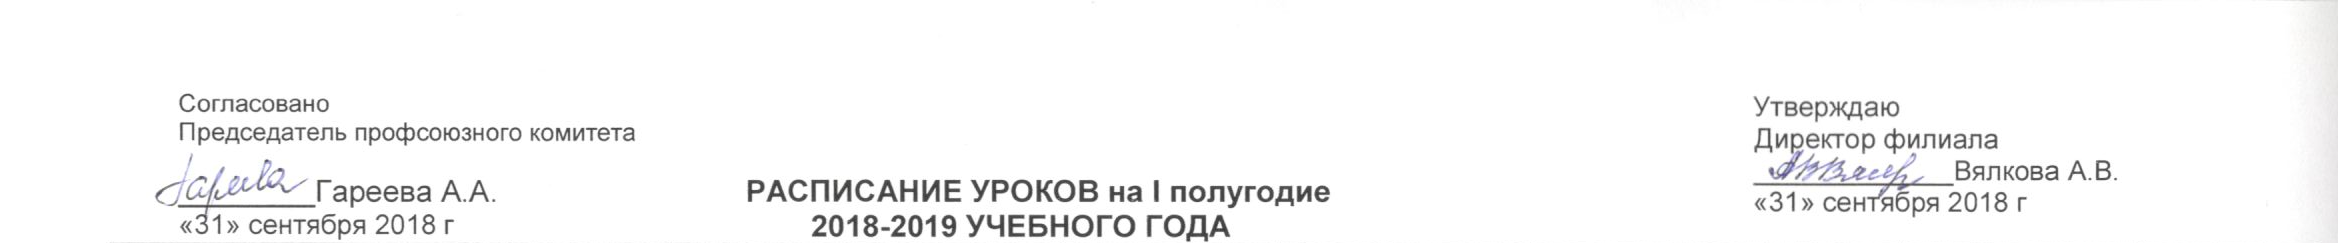 Согласовано
Председатель профсоюзного комитета
Гареева Гареева А.А.
«31» сентября 2018 г
РАСПИСАНИЕ УРОКОВ на I полугодие
2018-2019 УЧЕБНОГО ГОДА
Утверждаю
Директор филиала
Вялкова А.В.
«31» сентября 2018 г